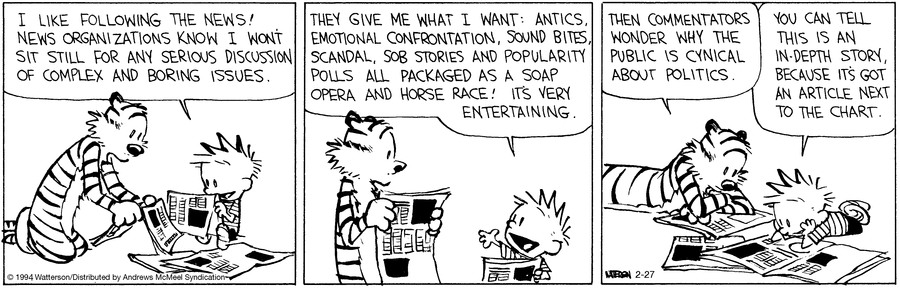 I LIKE FOLLOWING THE NEWS!
NEWS ORGANIZATIONS KNOW I WON'T
SIT STILL FOR ANY SERIOUS DISCUSSION
OF COMPLEX AND BORING ISSUES.
THEY GIVE ME WHAT I WANT: ANTICS,
EMOTIONAL CONFRONTATION, SOUND BITES,
SCANDAL, SOB STORIES AND POPULARITY
POLLS ALL PACKAGED AS A SOAP
OPERA AND HORSE RACE! IT'S VERY
ENTERTAINING.
THEN COMMENTATORS
WONDER WHY THE
PUBLIC IS CYNICAL
ABOUT POLITICS.
YOU CAN TELL
THIS IS AN
IN-DEPTH STORY,
BECAUSE IT'S GOT
AN ARTICLE NEXT
TO THE CHART.
© 1994 Watterson/Distributed by Andrews McMeel Syndication
WATTERSON 2-27